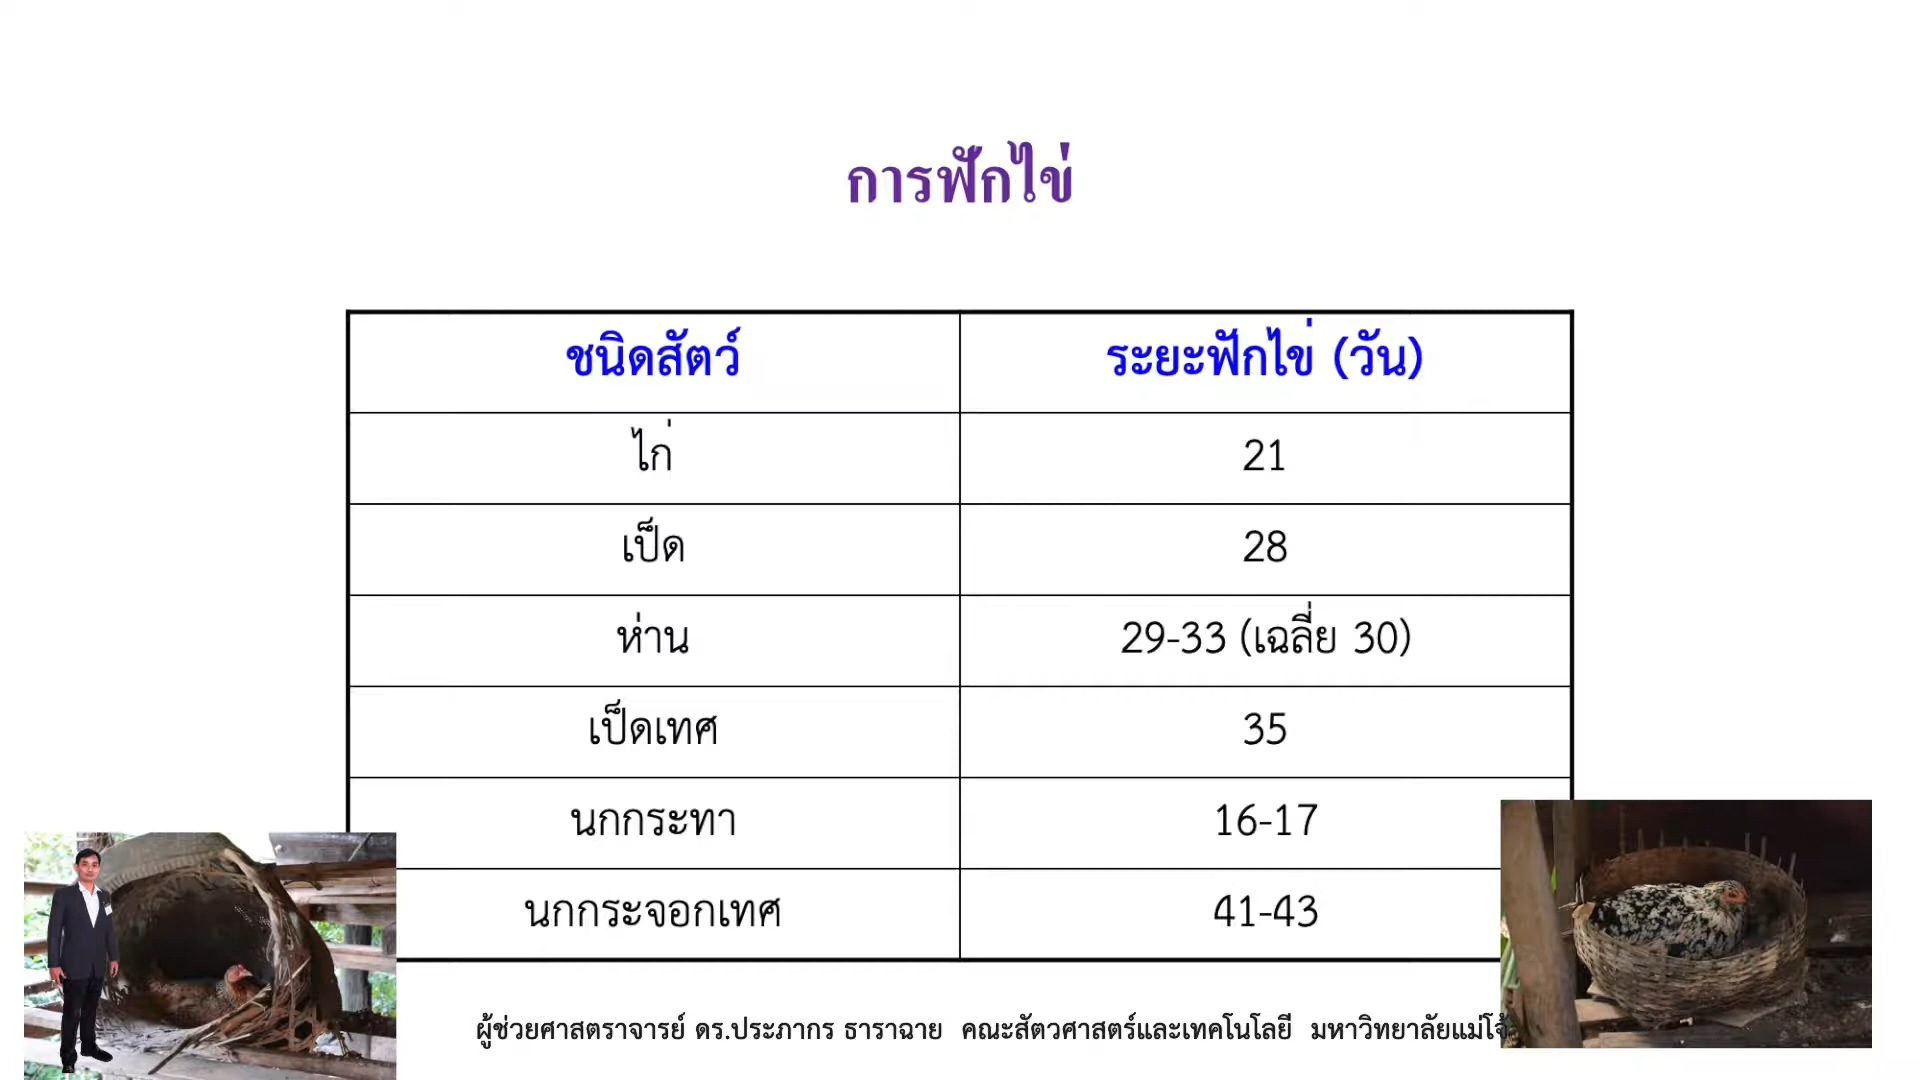 การฟักไข่
ชนิดสัตว์ ระยะฟักไข่ (วัน)
ไก่ 21
เป็ด 28
ห่าน 29-33 (เฉลี่ย 30)
เป็ดเทศ 35
นกกระทา 16-17
นกกระจอกเทศ 41-43
ผู้ช่วยศาสตราจารย์ ดร.ประภากร ธาราฉาย คณะสัตวศาสตร์และเทคโนโลยี มหาวิทยาลัยแม่โจ้